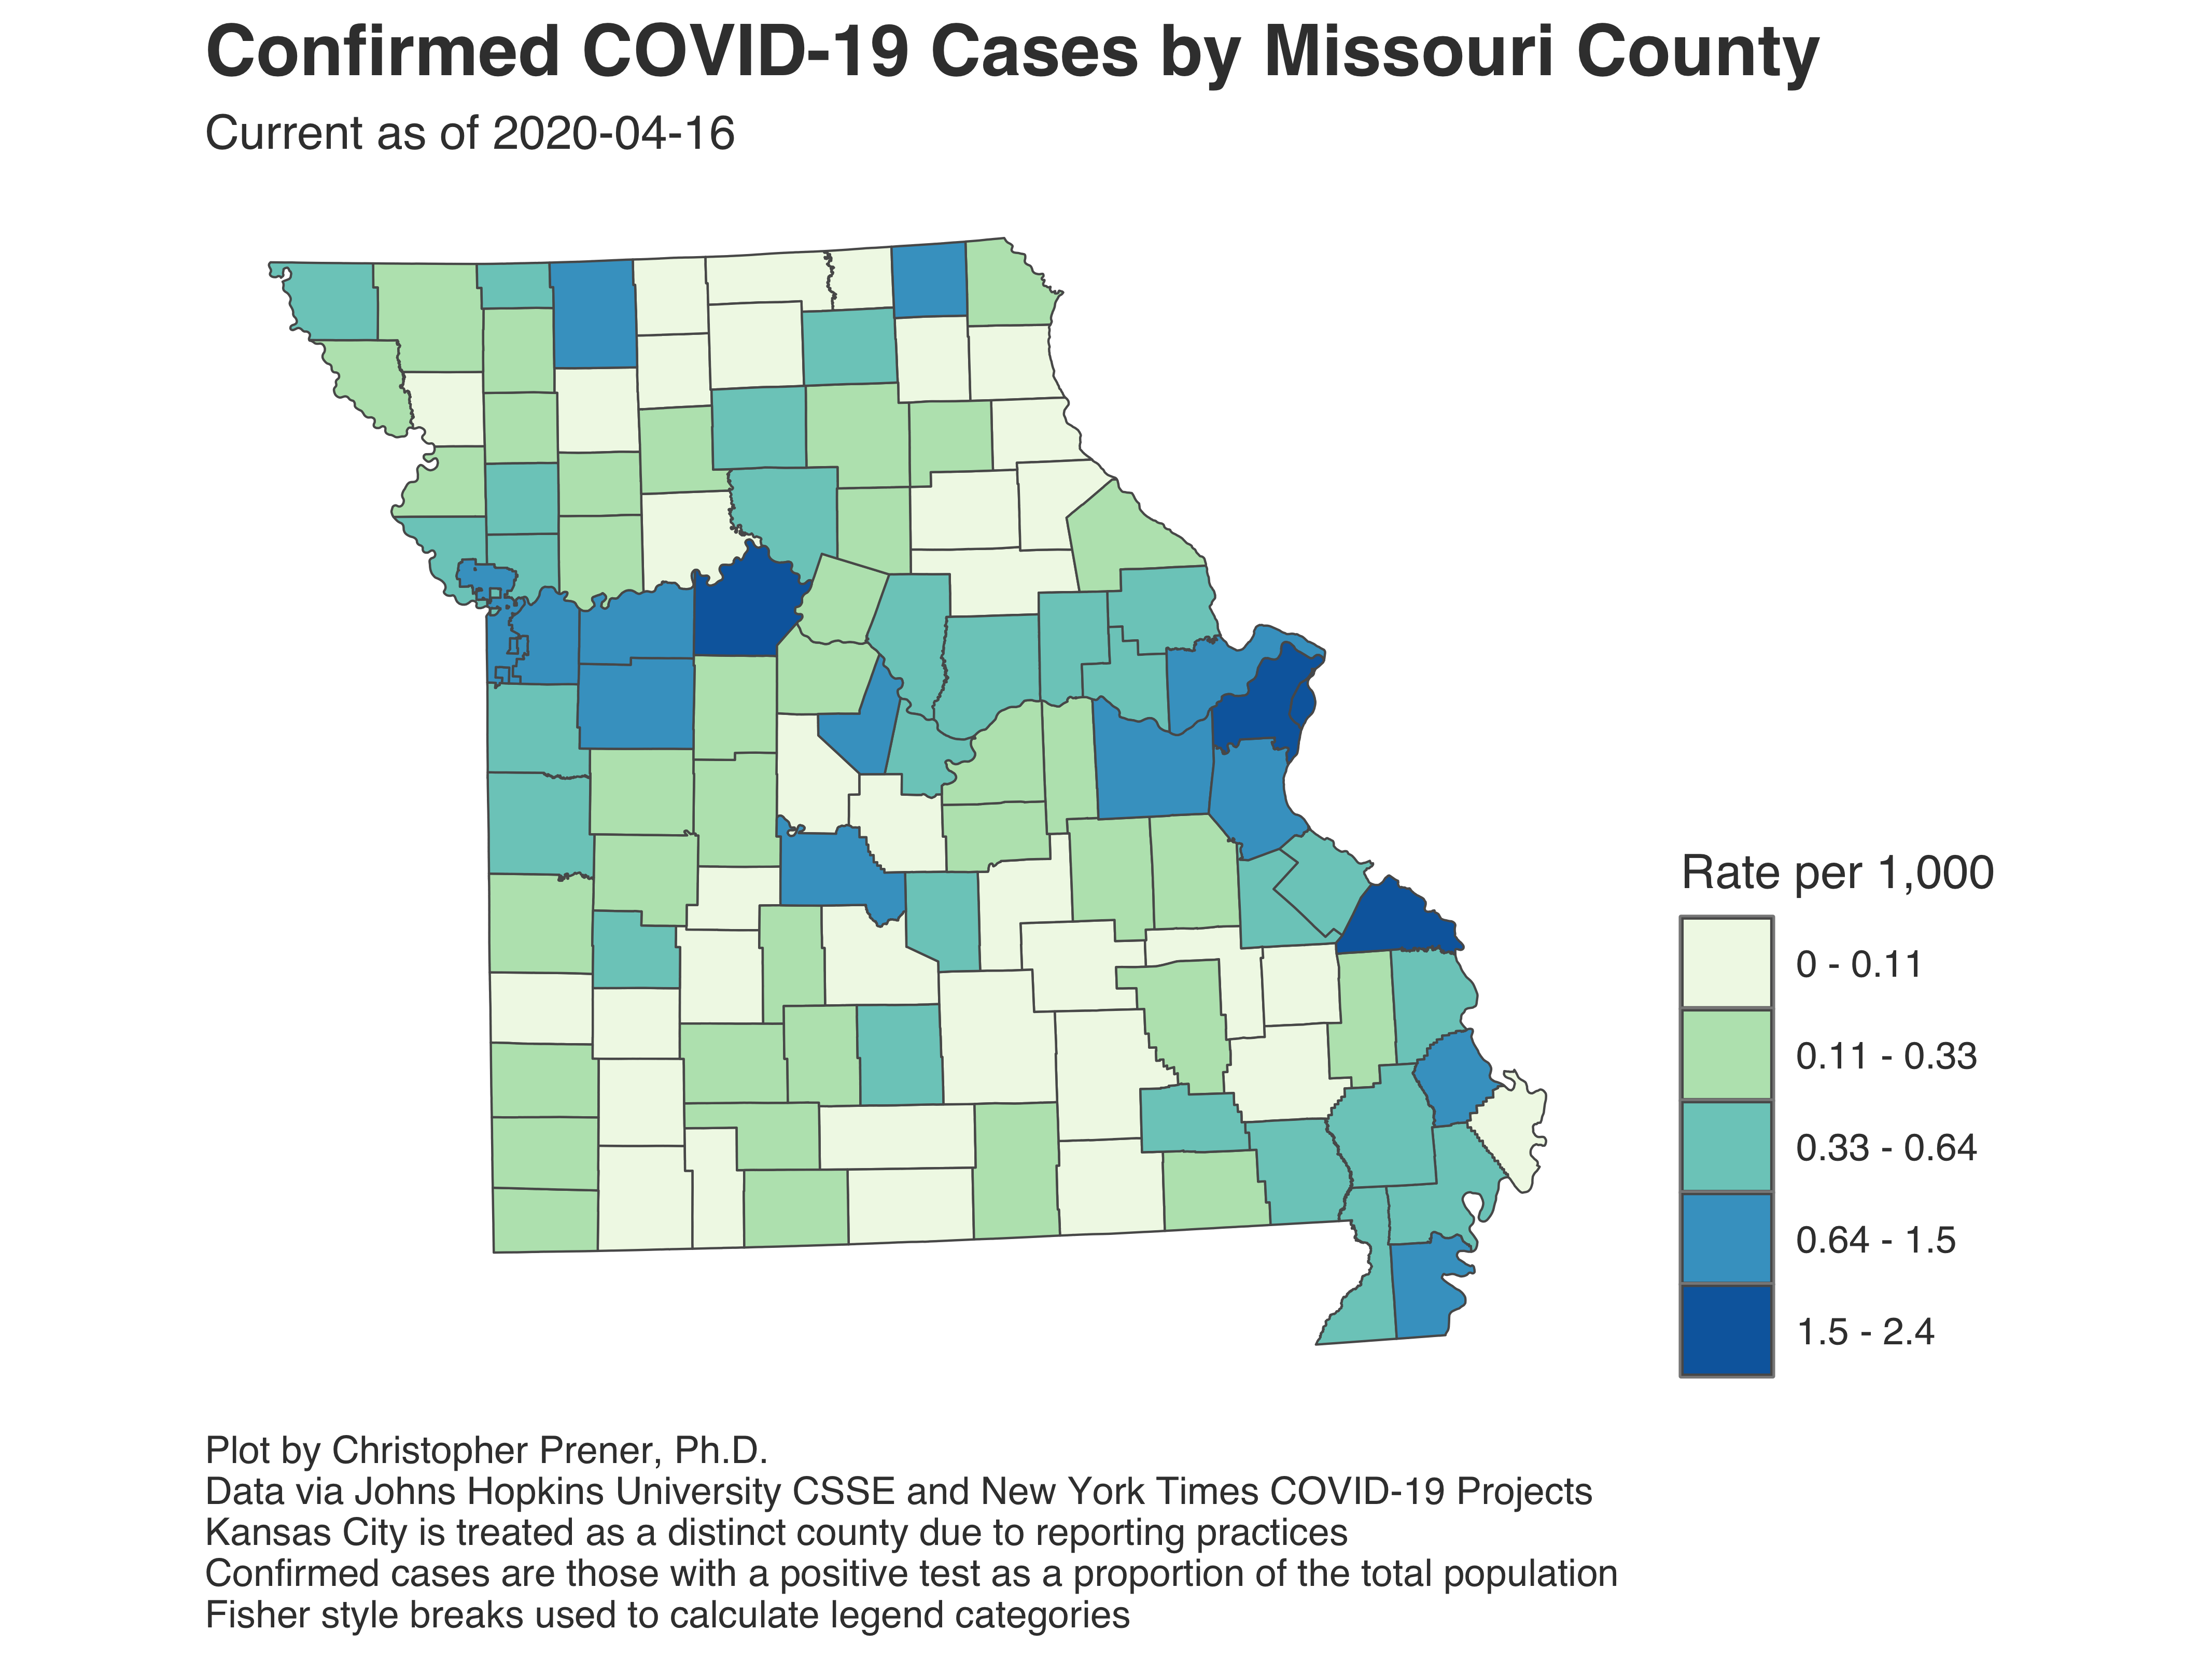 Confirmed COVID-19 Cases by Missouri County
Current as of 2020-04-16
Rate per 1,000
0 - 0.11
0.11 - 0.33
0.33 - 0.64
0.64 - 1.5
1.5 - 2.4
Plot by Christopher Prener, Ph.D.
Data via Johns Hopkins University CSSE and New York Times COVID-19 Projects
Kansas City is treated as a distinct county due to reporting practices
Confirmed cases are those with a positive test as a proportion of the total population
Fisher style breaks used to calculate legend categories